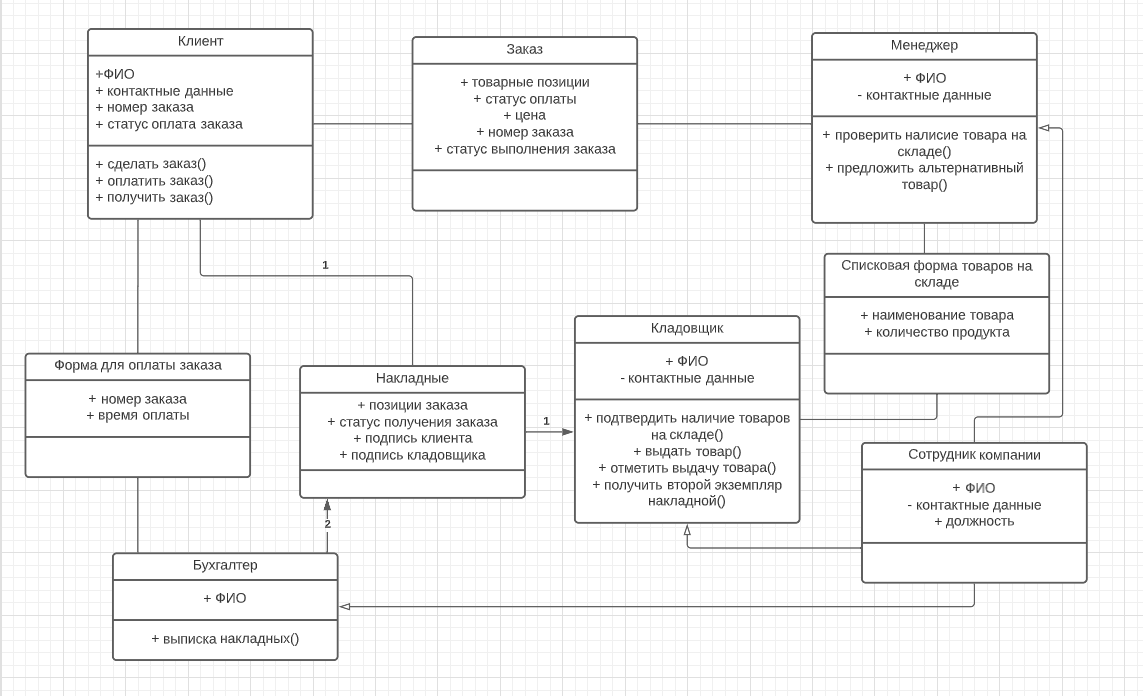 Клиент
+ФИО
+ контактные данные
+ номер заказа
+ статус оплата заказа
+ сделать заказ()
+ оплатить заказ()
+ получить заказ()
Заказ
+ товарные позиции
+ статус оплаты
+ цена
+ номер заказа
+ статус выполнения заказа
Менеджер
+ ФИО
- контактные данные
+ проверить налисие товара на
складе()
+ предложить альтернативный
товар()
1
Списковая форма товаров на
складе
+ наименование товара
+ количество продукта
Форма для оплаты заказа
+ номер заказа
+ время оплаты
Накладные
+ позиции заказа
+ статус получения заказа
+ подпись клиента
+ подпись кладовщика
1
Кладовщик
+ ФИО
- контактные данные
+ подтвердить наличие товаров
на складе()
+ выдать товар()
+ отметить выдачу товара()
+ получить второй экземпляр
накладной()
Сотрудник компании
+ ФИО
- контактные данные
+ должность
2
Бухгалтер
+ ФИО
+ выписка накладных()